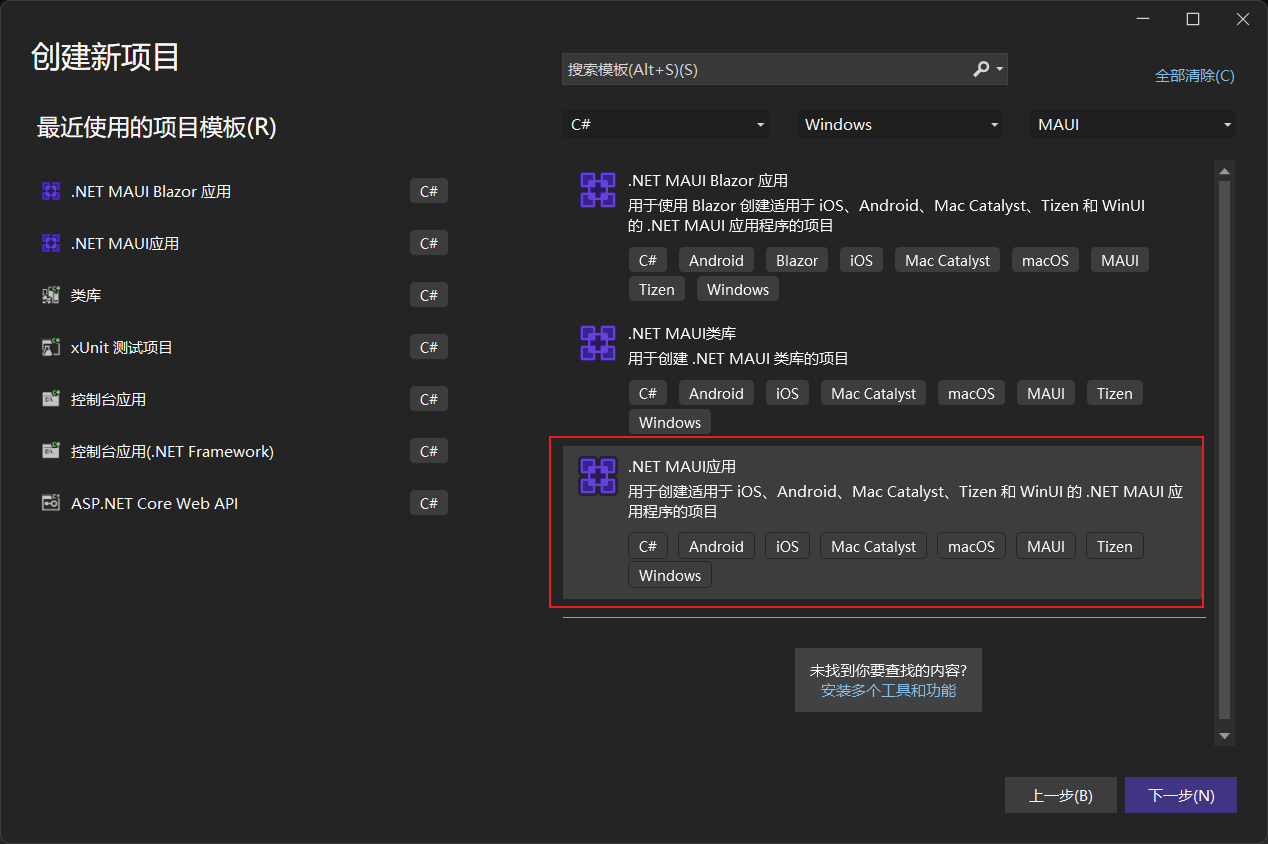 创建新项目
搜索模板(Alt+S)(S)
全部清除(C)
最近使用的项目模板(R)
C#
Windows
MAUI
.NET MAUI Blazor 应用
C#
.NET MAUI应用
C#
类库
C#
xUnit 测试项目
C#
控制台应用
C#
控制台应用(.NET Framework)
C#
ASP.NET Core Web API
C#
.NET MAUI Blazor 应用
用于使用 Blazor 创建适用于 iOS、Android、Mac Catalyst、Tizen 和 WinUI
的 .NET MAUI 应用程序的项目
C# Android Blazor iOS Mac Catalyst macOS MAUI
Tizen Windows
.NET MAUI类库
用于创建 .NET MAUI 类库的项目
C# Android iOS Mac Catalyst macOS MAUI Tizen
Windows
.NET MAUI应用
用于创建适用于 iOS、Android、Mac Catalyst、Tizen 和 WinUI 的 .NET MAUI 应
用程序的项目
C# Android iOS Mac Catalyst macOS MAUI Tizen
Windows
未找到你要查找的内容?
安装多个工具和功能
上一步(B)
下一步(N)